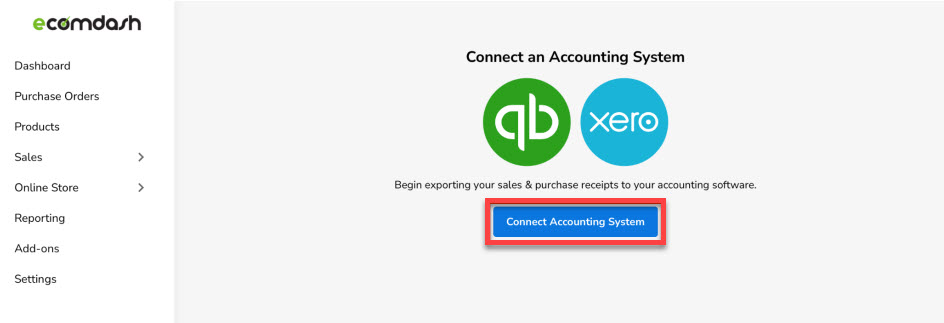 ecomdash
Dashboard
Purchase Orders
Products
Sales
Online Store
Reporting
Add-ons
Settings
Connect an Accounting System
qb
xero
Begin exporting your sales & purchase receipts to your accounting software.
Connect Accounting System